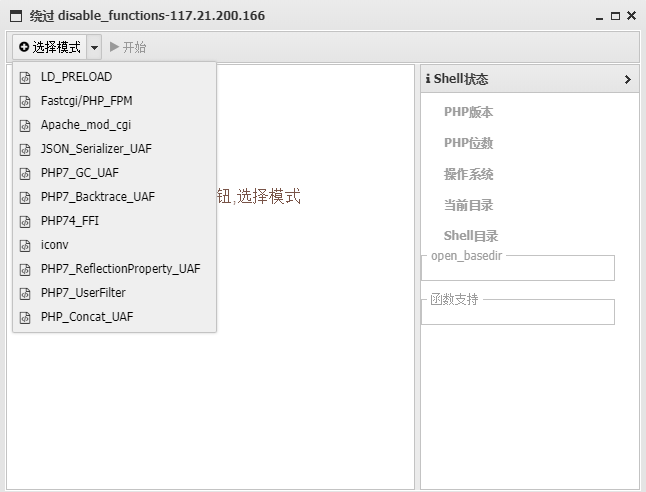 绕过 disable_functions-117.21.200.166
选择模式 开始
LD_PRELOAD
Fastcgi/PHP_FPM
Apache_mod_cgi
JSON_Serializer_UAF
PHP7_GC_UAF
PHP7_Backtrace_UAF
PHP74_FFI
iconv
PHP7_ReflectionProperty_UAF
PHP7_UserFilter
PHP_Concat_UAF
钮,选择模式
Shell状态
PHP版本
PHP位数
操作系统
当前目录
Shell目录
open_basedir
函数支持